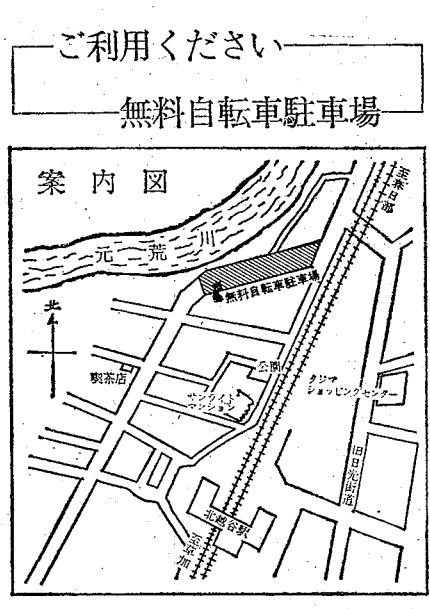 ご利用ください
無料自転車駐車場
案内図
至春日部
元荒川
無料自転車駐車場
北
喫茶店
公園
サンライト
マンション
タジマ
ショッピングセンター
旧日光街道
北越谷駅
至草加